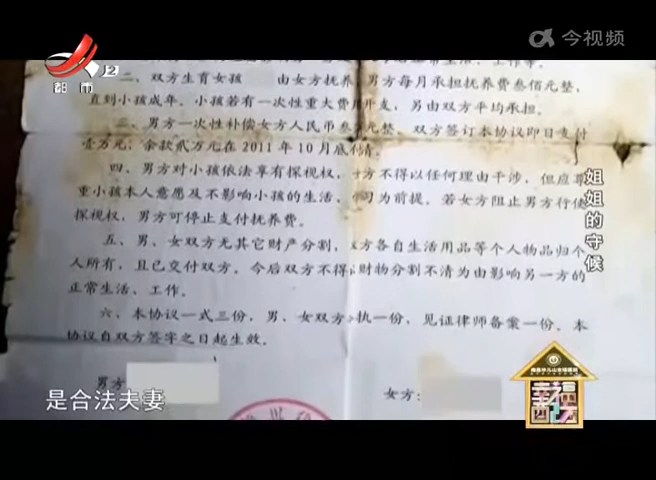 2
都市
今视频
二、双方生育女孩 由女方抚养 男方每月承担抚养费叁佰元整,
直到小孩成年。小孩若有一次性重大费用开支,另由双方平均承担。
三、男方一次性补偿女方人民币叁 元整、双方签订本协议即日支付
壹万元;余款贰万元在2011年10月底付清。
四、男方对小孩依法享有探视权, 方不得以任何理由干涉,但应尊
重小孩本人意愿及不影响小孩的生活、 习为前提。若女方阻止男方行使
探视权,男方可停止支付抚养费。
五、男、女双方无其它财产分割, 方各自生活用品等个人物品归个
人所有,且已交付双方。今后双方不得 财物分割不清为由影响另一方的
正常生活、工作。
六、本协议一式三份,男、女双方 执一份,见证律师备案一份。本
协议自双方签字之日起生效。
男方
女方:
姐姐的守候
是合法夫妻
幸福